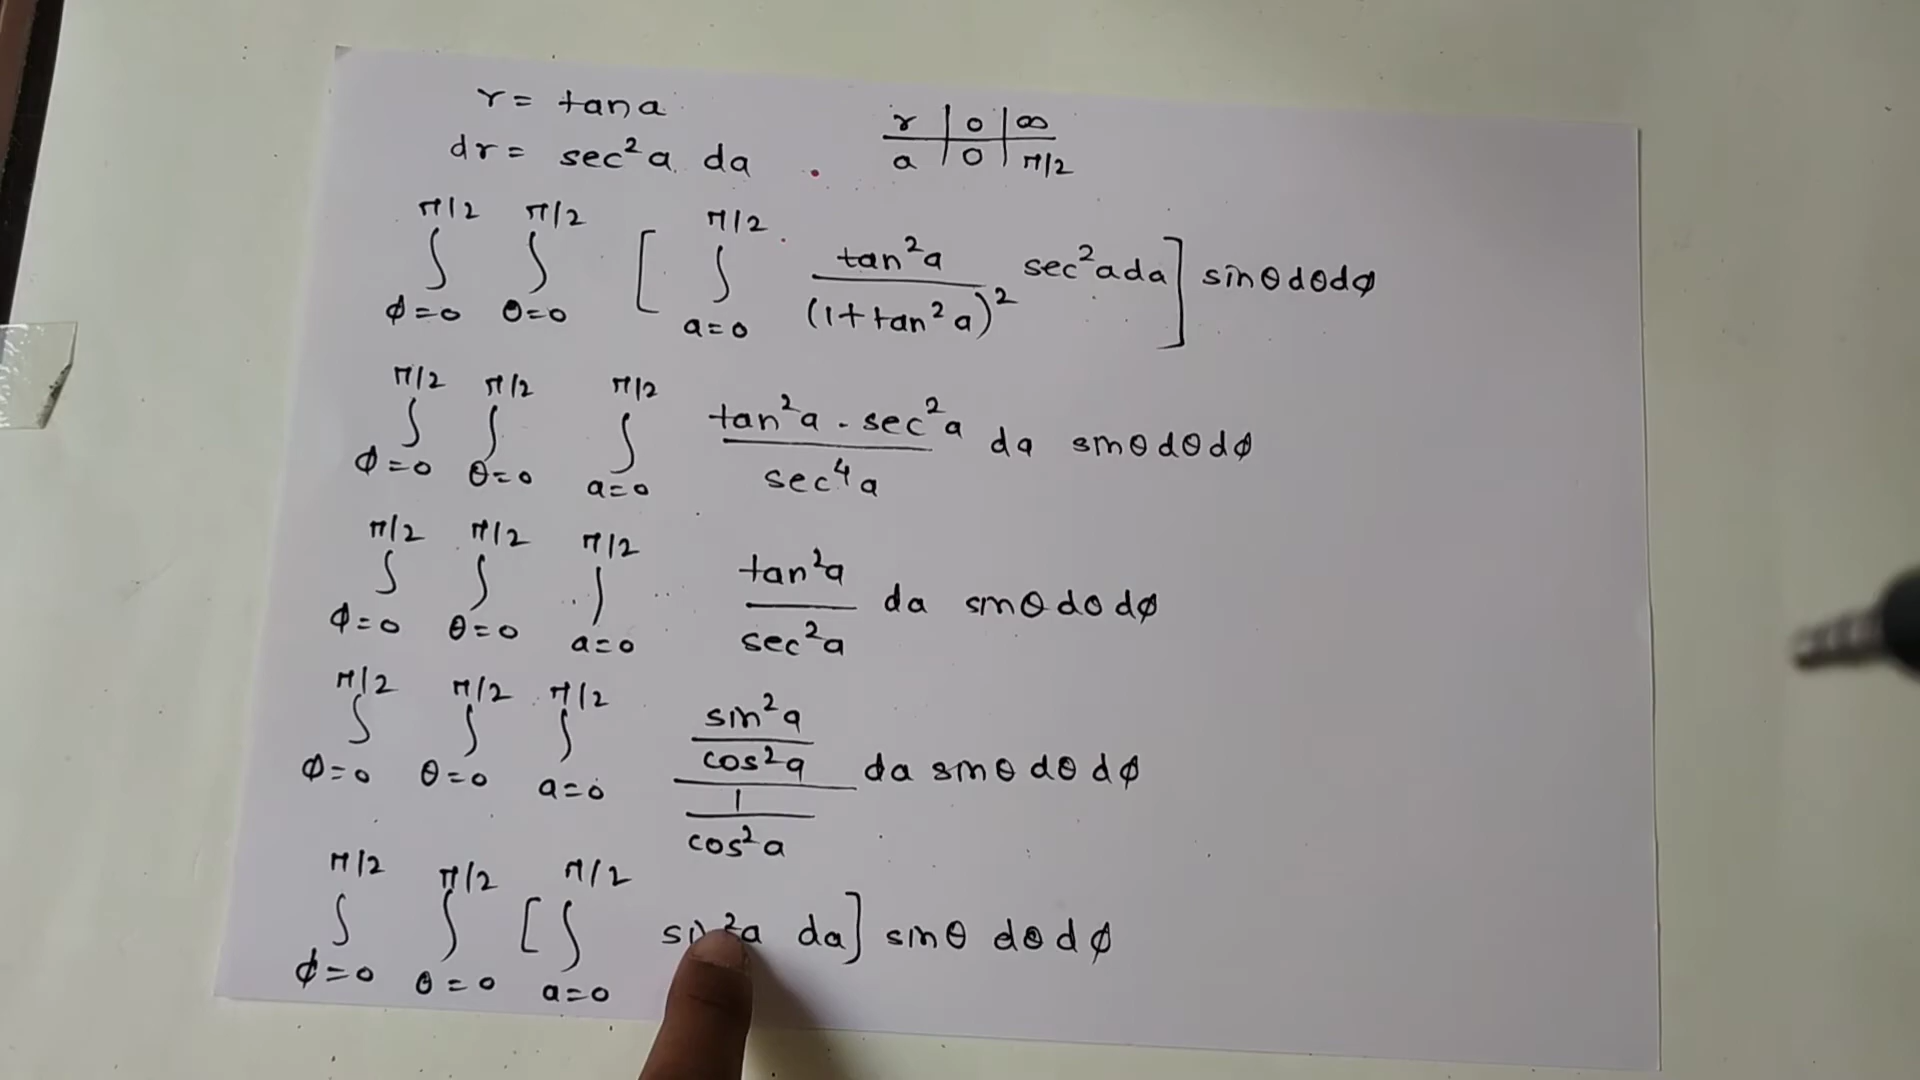 r = tan a
dr = sec²a da
r | 0 | ∞
a | 0 | π/2
∫_{ϕ=0}^{π/2} ∫_{θ=0}^{π/2} [ ∫_{a=0}^{π/2} tan²a / (1+tan²a)² sec²a da ] sinθ dθ dϕ
∫_{ϕ=0}^{π/2} ∫_{θ=0}^{π/2} ∫_{a=0}^{π/2} tan²a . sec²a / sec⁴a da sinθ dθ dϕ
∫_{ϕ=0}^{π/2} ∫_{θ=0}^{π/2} ∫_{a=0}^{π/2} tan²a / sec²a da sinθ dθ dϕ
∫_{ϕ=0}^{π/2} ∫_{θ=0}^{π/2} ∫_{a=0}^{π/2} (sin²a / cos²a) / (1 / cos²a) da sinθ dθ dϕ
∫_{ϕ=0}^{π/2} ∫_{θ=0}^{π/2} [ ∫_{a=0}^{π/2} sin²a da ] sinθ dθ dϕ